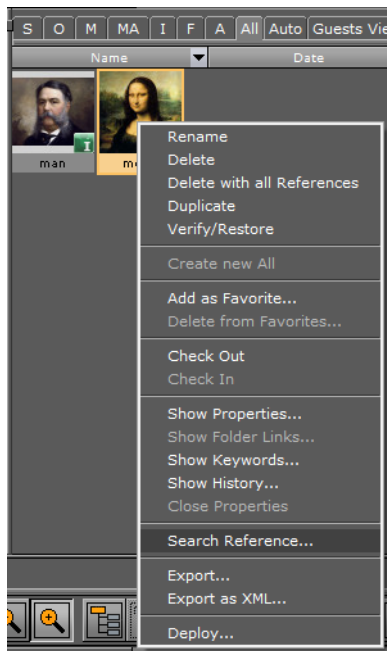 S O M MA I F A All Auto Guests Vie
Name Date
I
man
Rename
Delete
Delete with all References
Duplicate
Verify/Restore
Create new All
Add as Favorite...
Delete from Favorites...
Check Out
Check In
Show Properties...
Show Folder Links...
Show Keywords...
Show History...
Close Properties
Search Reference...
Export...
Export as XML...
Deploy...